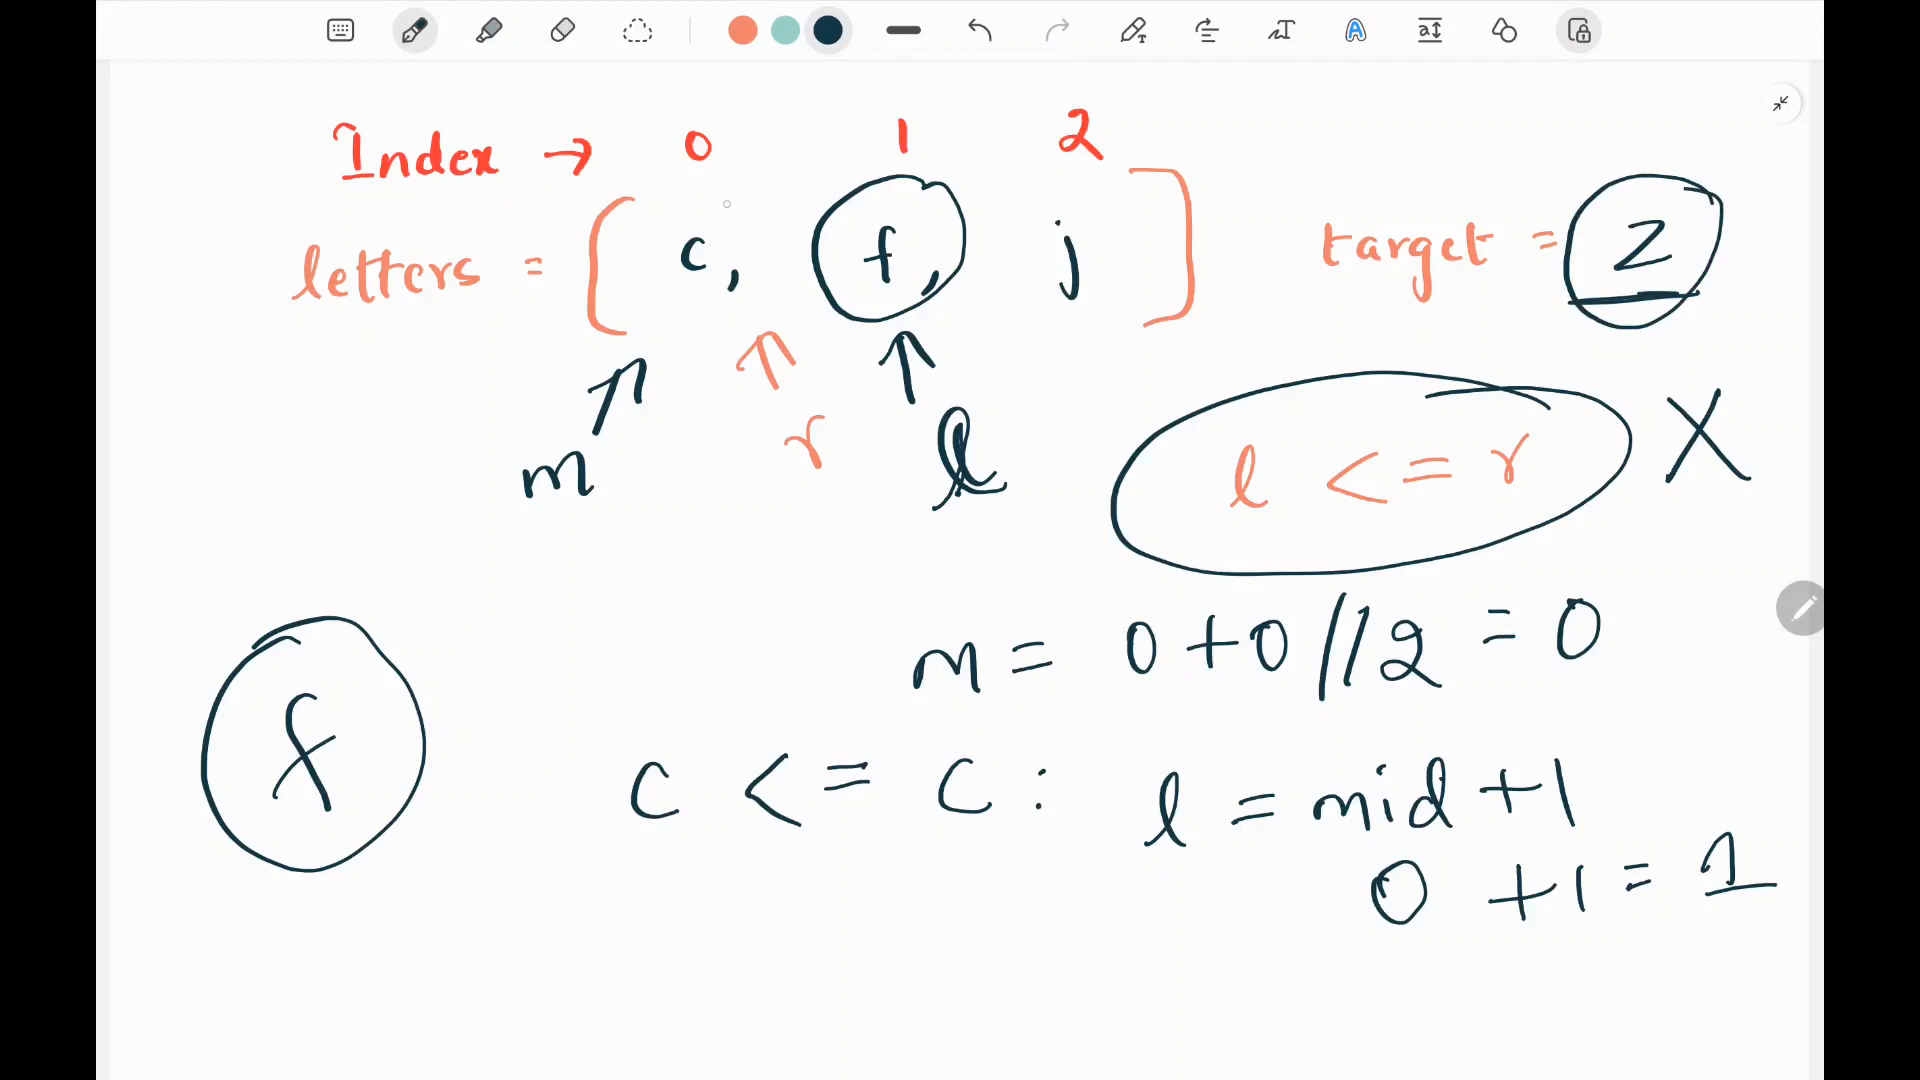 Index → 0 1 2
letters = [ c, f, j ] target = z
m r l
l <= r X
m = 0 + 0 // 2 = 0
f
c <= c : l = mid + 1
0 + 1 = 1